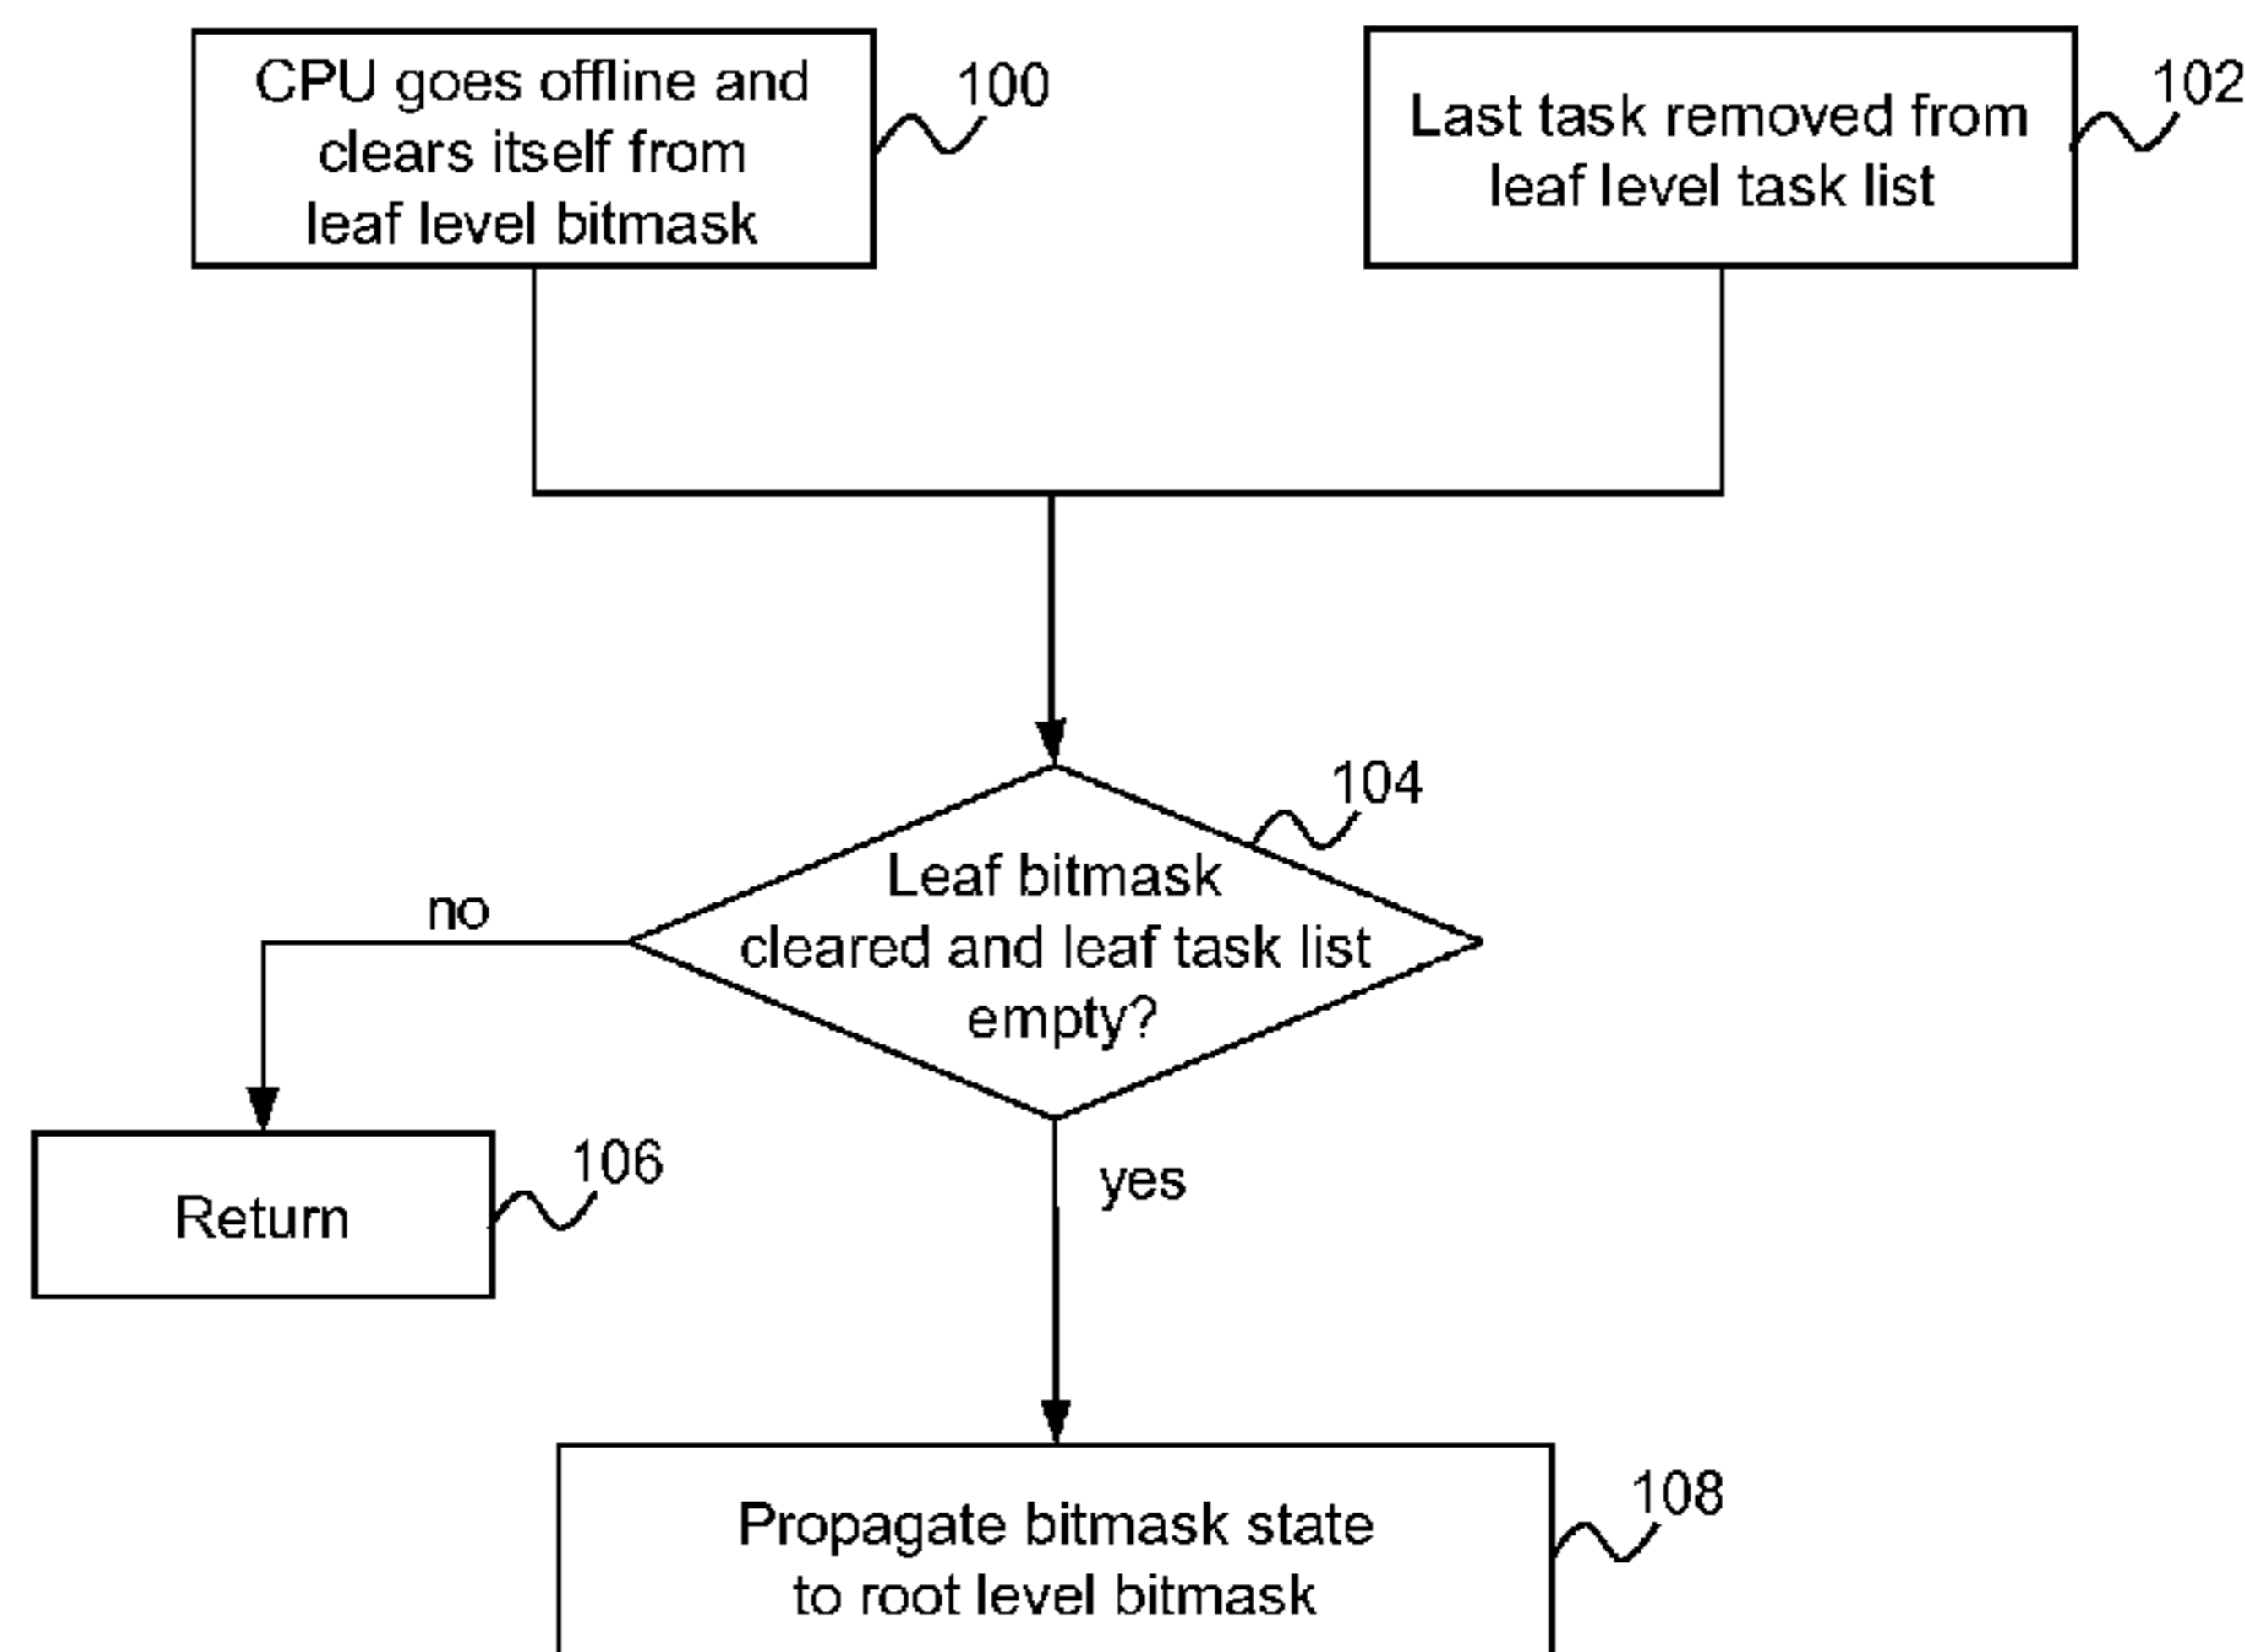 CPU goes offline and
clears itself from
leaf level bitmask
100
Last task removed from
leaf level task list
102
104
Leaf bitmask
cleared and leaf task list
empty?
no
yes
Return
106
Propagate bitmask state
to root level bitmask
108